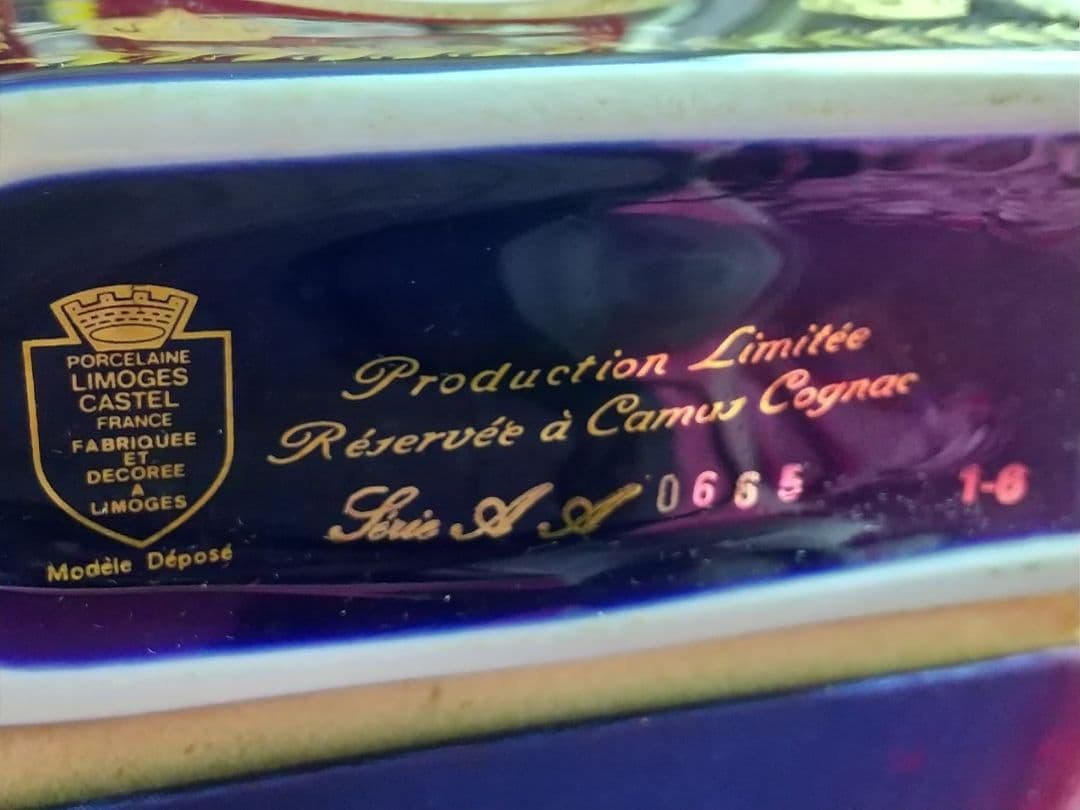 PORCELAINE
LIMOGES
CASTEL
FRANCE
FABRIQUEE
ET
DECOREE
A
LIMOGES
Modèle Déposé
Production Limitée
Réservée à Camus Cognac
Série A A 0665 1-6